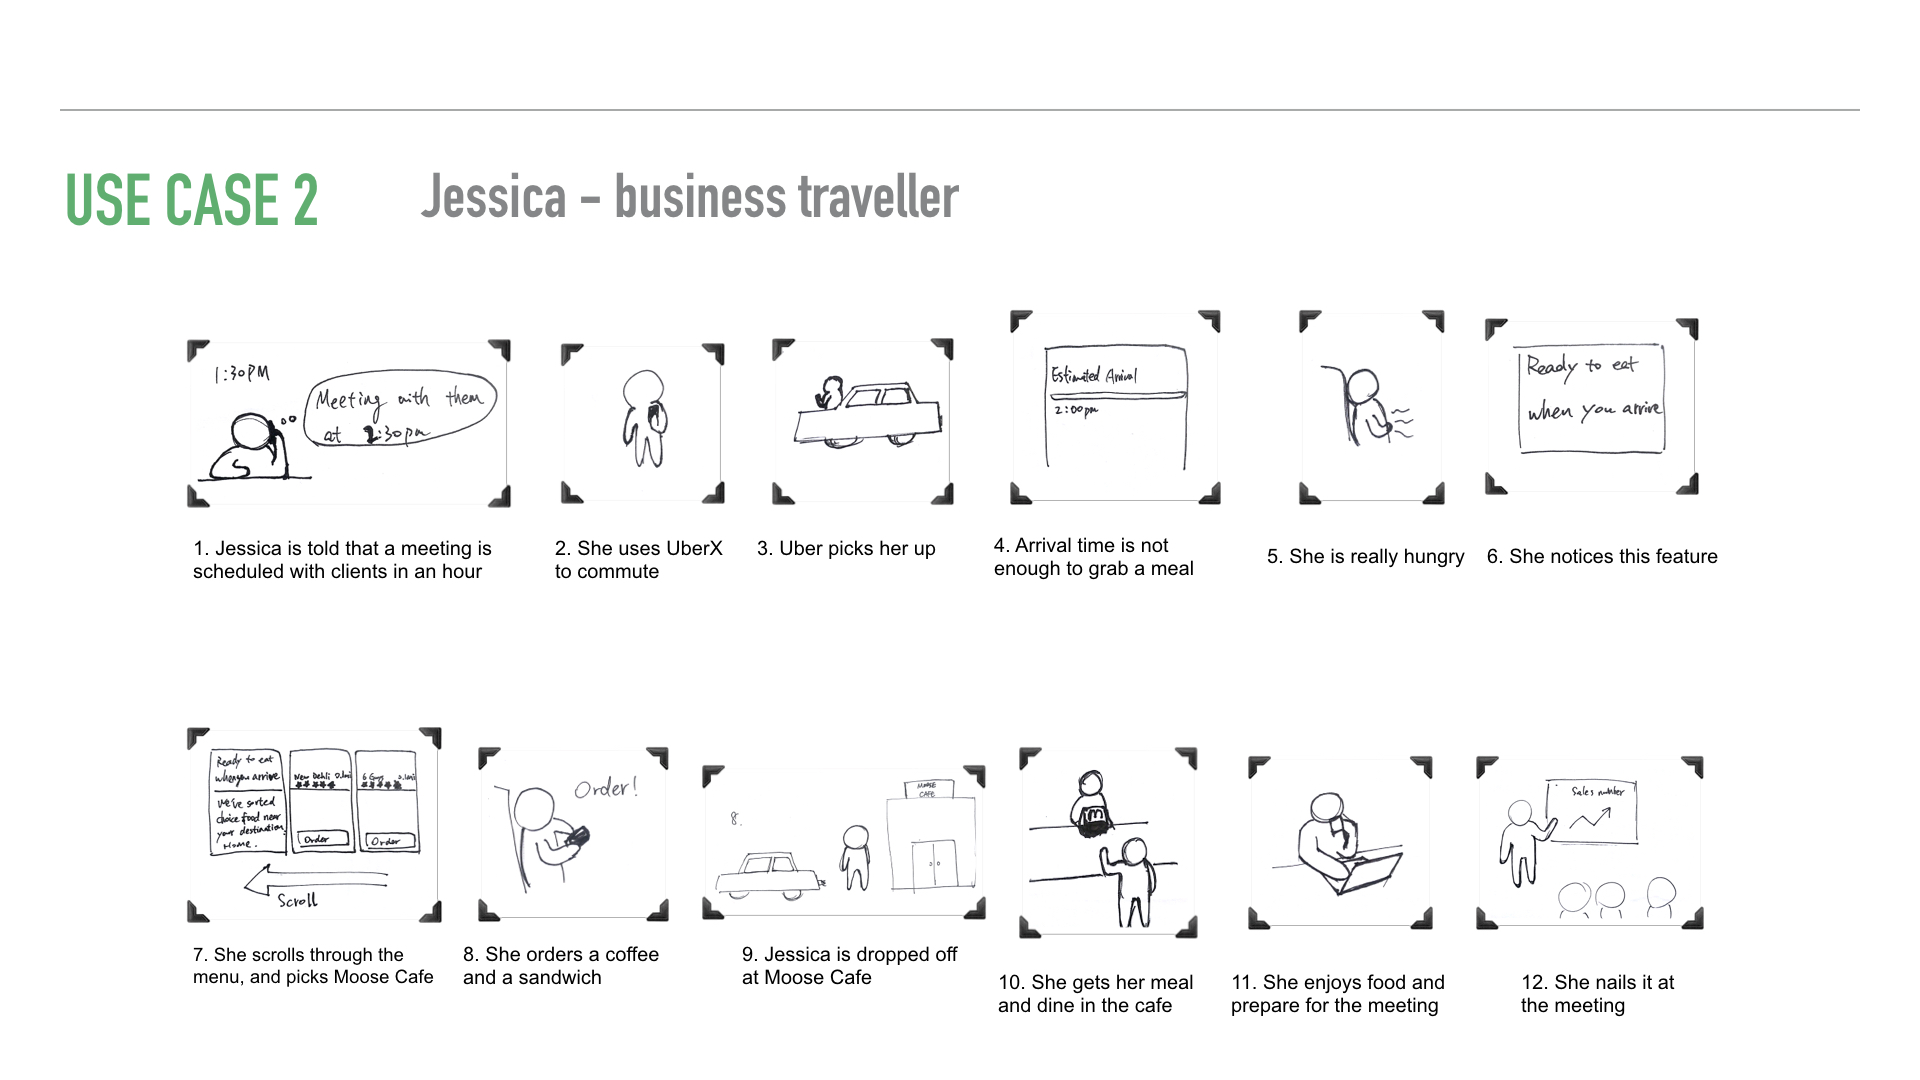 USE CASE 2
Jessica – business traveller
1:30PM
Meeting with them
at 2:30pm
Estimated Arrival
2:00pm
Ready to eat
when you arrive
1. Jessica is told that a meeting is
scheduled with clients in an hour
2. She uses UberX
to commute
3. Uber picks her up
4. Arrival time is not
enough to grab a meal
5. She is really hungry
6. She notices this feature
Ready to eat
when you arrive
We've sorted
choice food near
your destination.
Home.
New Dehli 0.1mi
Order
6 Guys 0.1mi
Order
Scroll
Order!
8.
MOOSE
CAFE
m
Sales number
7. She scrolls through the
menu, and picks Moose Cafe
8. She orders a coffee
and a sandwich
9. Jessica is dropped off
at Moose Cafe
10. She gets her meal
and dine in the cafe
11. She enjoys food and
prepare for the meeting
12. She nails it at
the meeting